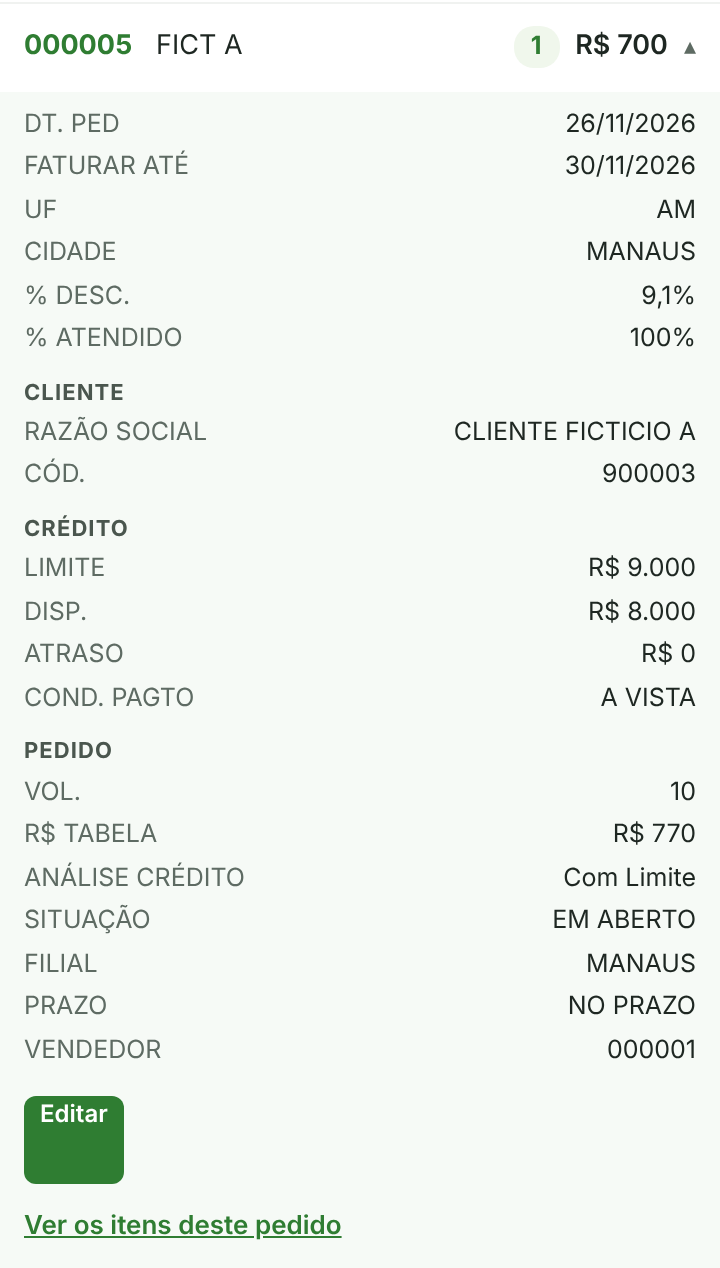 000005 FICT A 1 R$ 700 ▲
DT. PED 26/11/2026
FATURAR ATÉ 30/11/2026
UF AM
CIDADE MANAUS
% DESC. 9,1%
% ATENDIDO 100%
CLIENTE
RAZÃO SOCIAL CLIENTE FICTICIO A
CÓD. 900003
CRÉDITO
LIMITE R$ 9.000
DISP. R$ 8.000
ATRASO R$ 0
COND. PAGTO A VISTA
PEDIDO
VOL. 10
R$ TABELA R$ 770
ANÁLISE CRÉDITO Com Limite
SITUAÇÃO EM ABERTO
FILIAL MANAUS
PRAZO NO PRAZO
VENDEDOR 000001
Editar
Ver os itens deste pedido